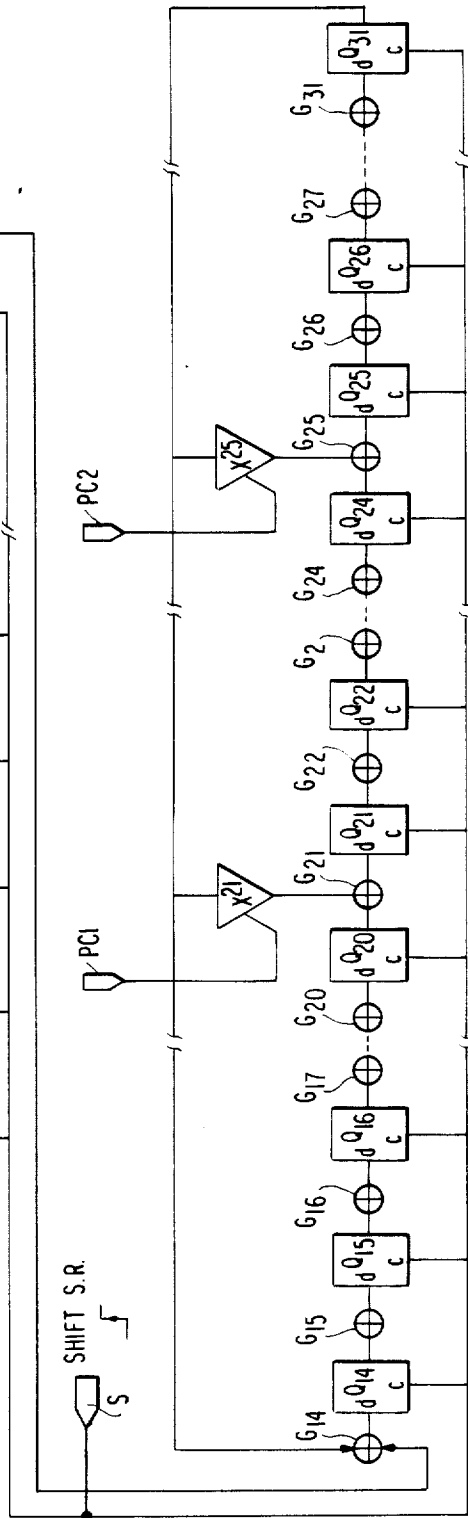 SHIFT S.R.
S
PC1
PC2
X21
X25
G14
G15
G16
G17
G20
G21
G22
G2
G24
G25
G26
G27
G31
d Q14
c
d Q15
c
d Q16
c
d Q20
c
d Q21
c
d Q22
c
d Q24
c
d Q25
c
d Q26
c
d Q31
c